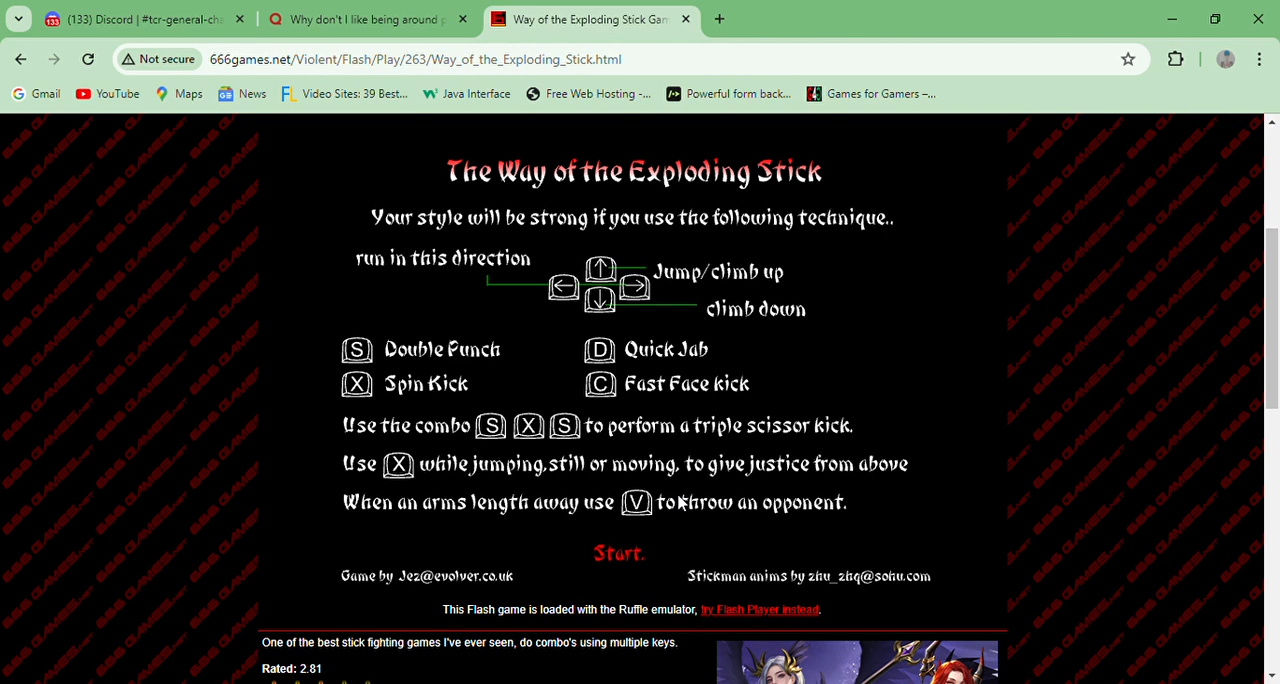 (133) Discord | #tcr-general-cha
Why don't I like being around p
Way of the Exploding Stick Gam
Not secure
666games.net/Violent/Flash/Play/263/Way_of_the_Exploding_Stick.html
Gmail
YouTube
Maps
News
Video Sites: 39 Best...
Java Interface
Free Web Hosting -...
Powerful form back...
Games for Gamers –...
The Way of the Exploding Stick
Your style will be strong if you use the following technique..
run in this direction
Jump/climb up
climb down
S Double Punch
D Quick Jab
X Spin Kick
C Fast Face kick
Use the combo S X S to perform a triple scissor kick.
Use X while jumping,still or moving, to give justice from above
When an arms length away use V to throw an opponent.
Start.
Game by Jez@evolver.co.uk
Stickman anims by zhu_zhq@sohu.com
This Flash game is loaded with the Ruffle emulator, try Flash Player instead.
One of the best stick fighting games I've ever seen, do combo's using multiple keys.
Rated: 2.81